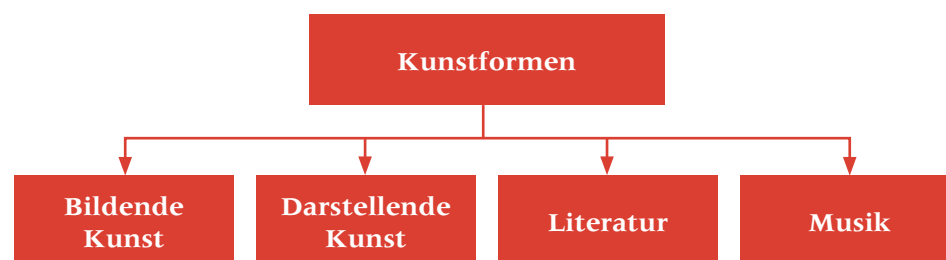 Kunstformen
Bildende
Kunst
Darstellende
Kunst
Literatur
Musik